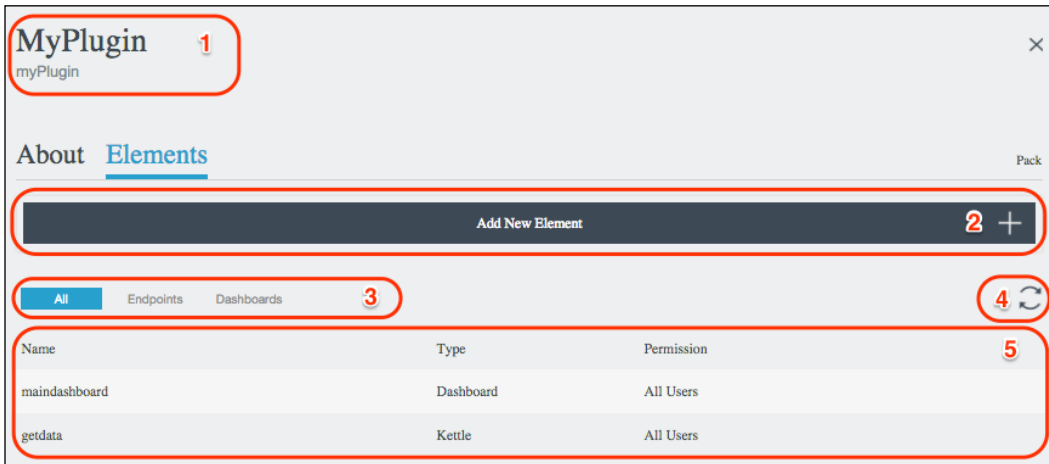 MyPlugin 1
myPlugin
About Elements
Pack
Add New Element 2
All Endpoints Dashboards 3
4
Name Type Permission 5
maindashboard Dashboard All Users
getdata Kettle All Users